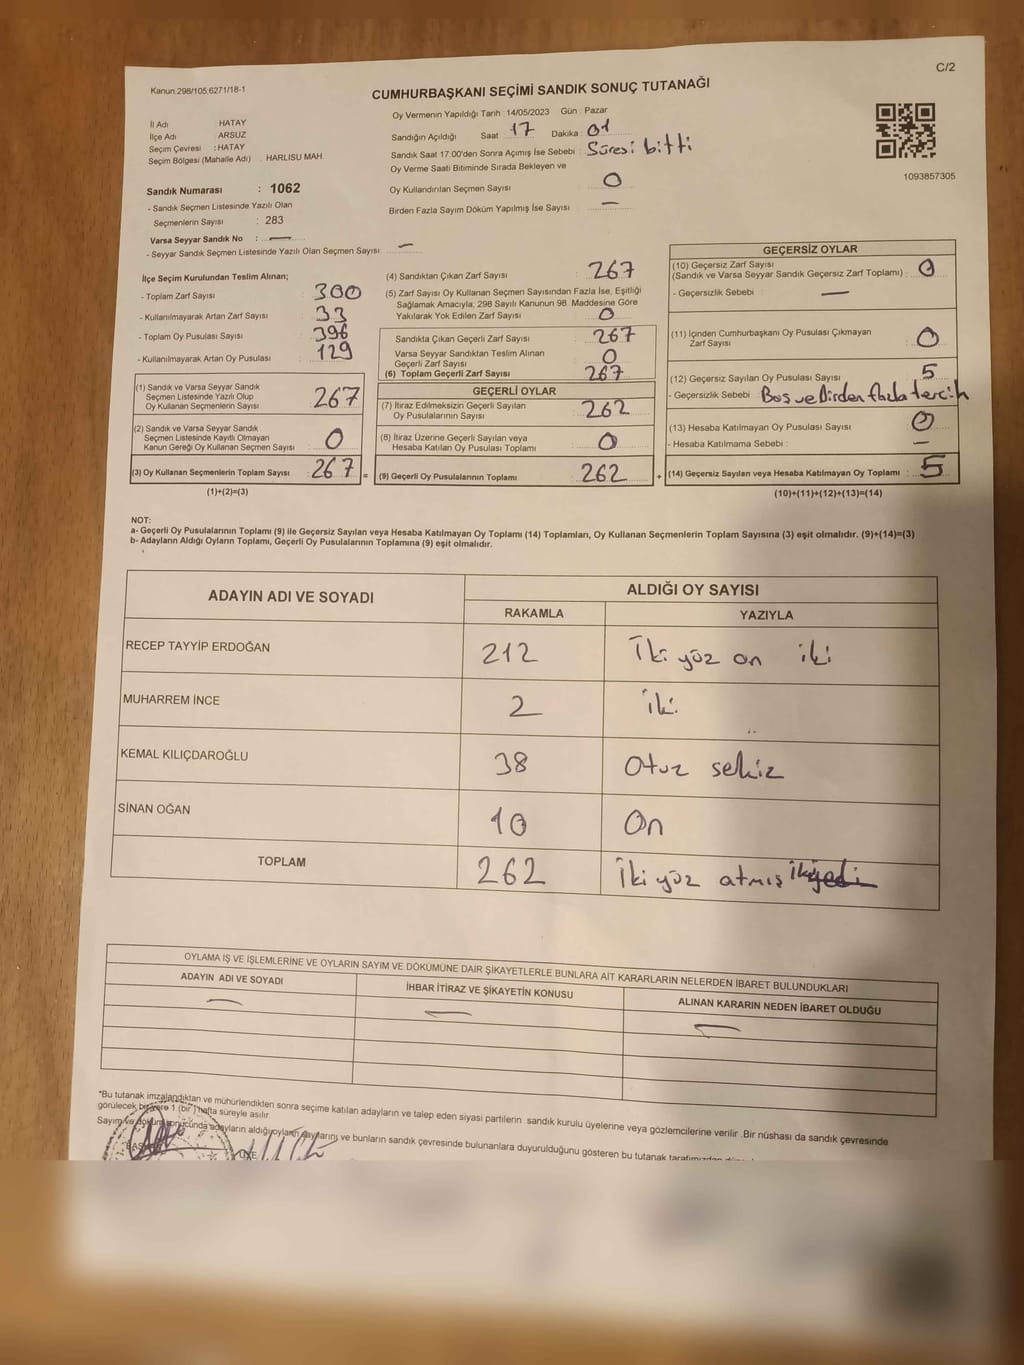 C/2
Kanun:298/105;6271/18-1
CUMHURBAŞKANI SEÇİMİ SANDIK SONUÇ TUTANAĞI
İl Adı HATAY
İlçe Adı ARSUZ
Seçim Çevresi : HATAY
Seçim Bölgesi (Mahalle Adı) . HARLISU MAH.
Oy Vermenin Yapıldığı Tarih : 14/05/2023 Gün : Pazar
Sandığın Açıldığı Saat 17 Dakika : 01
Sandık Saat 17:00'den Sonra Açımış İse Sebebi : Süresi bitti
Oy Verme Saati Bitiminde Sırada Bekleyen ve
Oy Kullandırılan Seçmen Sayısı 0
Birden Fazla Sayım Döküm Yapılmış İse Sayısı : —
1093857305
Sandık Numarası : 1062
- Sandık Seçmen Listesinde Yazılı Olan
Seçmenlerin Sayısı : 283
Varsa Seyyar Sandık No : —
- Seyyar Sandık Seçmen Listesinde Yazılı Olan Seçmen Sayısı : —
İlçe Seçim Kurulundan Teslim Alınan;
- Toplam Zarf Sayısı : 300
- Kullanılmayarak Artan Zarf Sayısı : 33
- Toplam Oy Pusulası Sayısı : 396
- Kullanılmayarak Artan Oy Pusulası : 129
(1) Sandık ve Varsa Seyyar Sandık
Seçmen Listesinde Yazılı Olup
Oy Kullanan Seçmenlerin Sayısı 267
(2) Sandık ve Varsa Seyyar Sandık
Seçmen Listesinde Kayıtlı Olmayan
Kanun Gereği Oy Kullanan Seçmen Sayısı 0
(3) Oy Kullanan Seçmenlerin Toplam Sayısı 267 =
(1)+(2)=(3)
(4) Sandıktan Çıkan Zarf Sayısı : 267
(5) Zarf Sayısı Oy Kullanan Seçmen Sayısından Fazla İse, Eşitliği
Sağlamak Amacıyla; 298 Sayılı Kanunun 98. Maddesine Göre
Yakılarak Yok Edilen Zarf Sayısı : 0
Sandıkta Çıkan Geçerli Zarf Sayısı : 267
Varsa Seyyar Sandıktan Teslim Alınan
Geçerli Zarf Sayısı 0
(6) Toplam Geçerli Zarf Sayısı : 267
GEÇERLİ OYLAR
(7) İtiraz Edilmeksizin Geçerli Sayılan
Oy Pusulalarının Sayısı : 262
(8) İtiraz Üzerine Geçerli Sayılan veya
Hesaba Katılan Oy Pusulası Toplamı : 0
(9) Geçerli Oy Pusulalarının Toplamı : 262 +
GEÇERSİZ OYLAR
(10) Geçersiz Zarf Sayısı
(Sandık ve Varsa Seyyar Sandık Geçersiz Zarf Toplamı) : 0
- Geçersizlik Sebebi : —
(11) İçinden Cumhurbaşkanı Oy Pusulası Çıkmayan
Zarf Sayısı : 0
(12) Geçersiz Sayılan Oy Pusulası Sayısı : 5
- Geçersizlik Sebebi : Boş ve Birden fazla tercih
(13) Hesaba Katılmayan Oy Pusulası Sayısı : 0
- Hesaba Katılmama Sebebi : —
(14) Geçersiz Sayılan veya Hesaba Katılmayan Oy Toplamı : 5
(10)+(11)+(12)+(13)=(14)
NOT:
a- Geçerli Oy Pusulalarının Toplamı (9) ile Geçersiz Sayılan veya Hesaba Katılmayan Oy Toplamı (14) Toplamları, Oy Kullanan Seçmenlerin Toplam Sayısına (3) eşit olmalıdır. (9)+(14)=(3)
b- Adayların Aldığı Oyların Toplamı, Geçerli Oy Pusulalarının Toplamına (9) eşit olmalıdır.
ADAYIN ADI VE SOYADI ALDIĞI OY SAYISI
RAKAMLA YAZIYLA
RECEP TAYYİP ERDOĞAN 212 İki yüz on iki
MUHARREM İNCE 2 iki
KEMAL KILIÇDAROĞLU 38 Otuz sekiz
SİNAN OĞAN 10 On
TOPLAM 262 İki yüz atmış iki
OYLAMA İŞ VE İŞLEMLERİNE VE OYLARIN SAYIM VE DÖKÜMÜNE DAİR ŞİKAYETLERLE BUNLARA AİT KARARLARIN NELERDEN İBARET BULUNDUKLARI
ADAYIN ADI VE SOYADI İHBAR İTİRAZ VE ŞİKAYETİN KONUSU ALINAN KARARIN NEDEN İBARET OLDUĞU
— — —
*Bu tutanak imzalandıktan ve mühürlendikten sonra seçime katılan adayların ve talep eden siyasi partilerin sandık kurulu üyelerine veya gözlemcilerine verilir. Bir nüshası da sandık çevresinde
görülecek bir yere 1 (bir) hafta süreyle asılır.
Sayım ve döküm sonucunda adayların aldığı oyların sayılarını ve bunların sandık çevresinde bulunanlara duyurulduğunu gösteren bu tutanak tarafımızdan
ÜYE